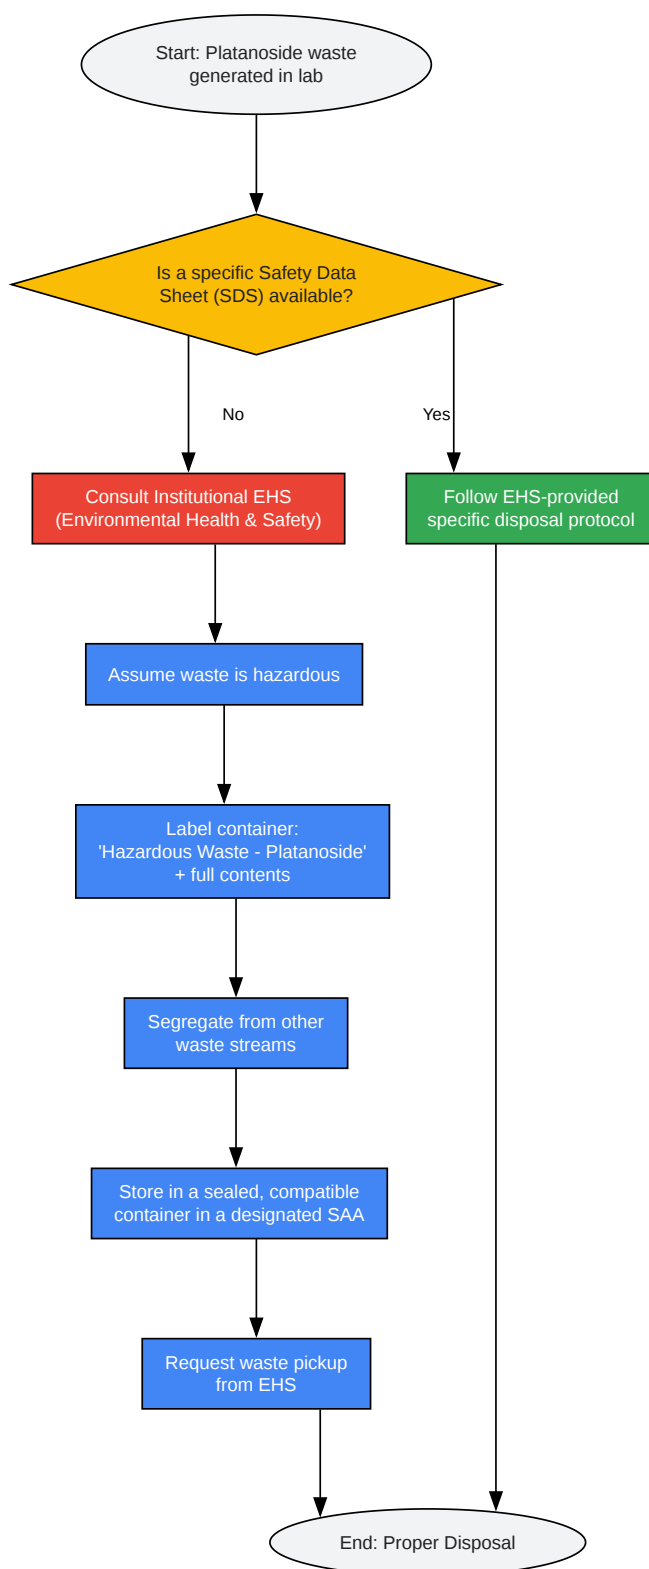 Start: Platanoside waste
generated in lab
Is a specific Safety Data
Sheet (SDS) available?
No
Yes
Consult Institutional EHS
(Environmental Health & Safety)
Follow EHS-provided
specific disposal protocol
Assume waste is hazardous
Label container:
'Hazardous Waste - Platanoside'
+ full contents
Segregate from other
waste streams
Store in a sealed, compatible
container in a designated SAA
Request waste pickup
from EHS
End: Proper Disposal